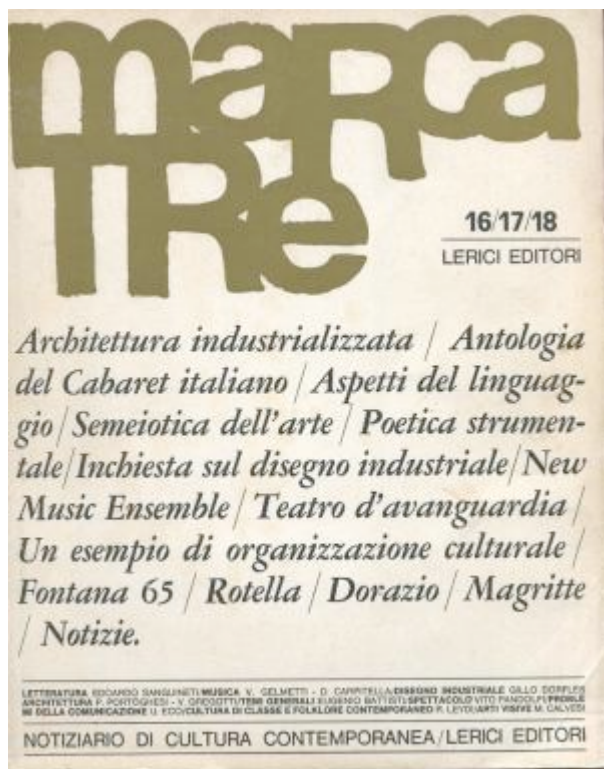 maRca
TRe
16/17/18
LERICI EDITORI
Architettura industrializzata / Antologia
del Cabaret italiano / Aspetti del linguag-
gio / Semeiotica dell'arte / Poetica strumen-
tale / Inchiesta sul disegno industriale / New
Music Ensemble / Teatro d'avanguardia /
Un esempio di organizzazione culturale /
Fontana 65 / Rotella / Dorazio / Magritte
/ Notizie.
LETTERATURA EDOARDO SANGUINETI/MUSICA V. GELMETTI - D. CARPITELLA/DISEGNO INDUSTRIALE GILLO DORFLES
ARCHITETTURA P. PORTOGHESI - V. GREGOTTI/TEMI GENERALI EUGENIO BATTISTI/SPETTACOLO VITO PANDOLFI/PROBLE
MI DELLA COMUNICAZIONE U. ECO/CULTURA DI CLASSE E FOLKLORE CONTEMPORANEO R. LEYDI/ARTI VISIVE M. CALVESI
NOTIZIARIO DI CULTURA CONTEMPORANEA/LERICI EDITORI